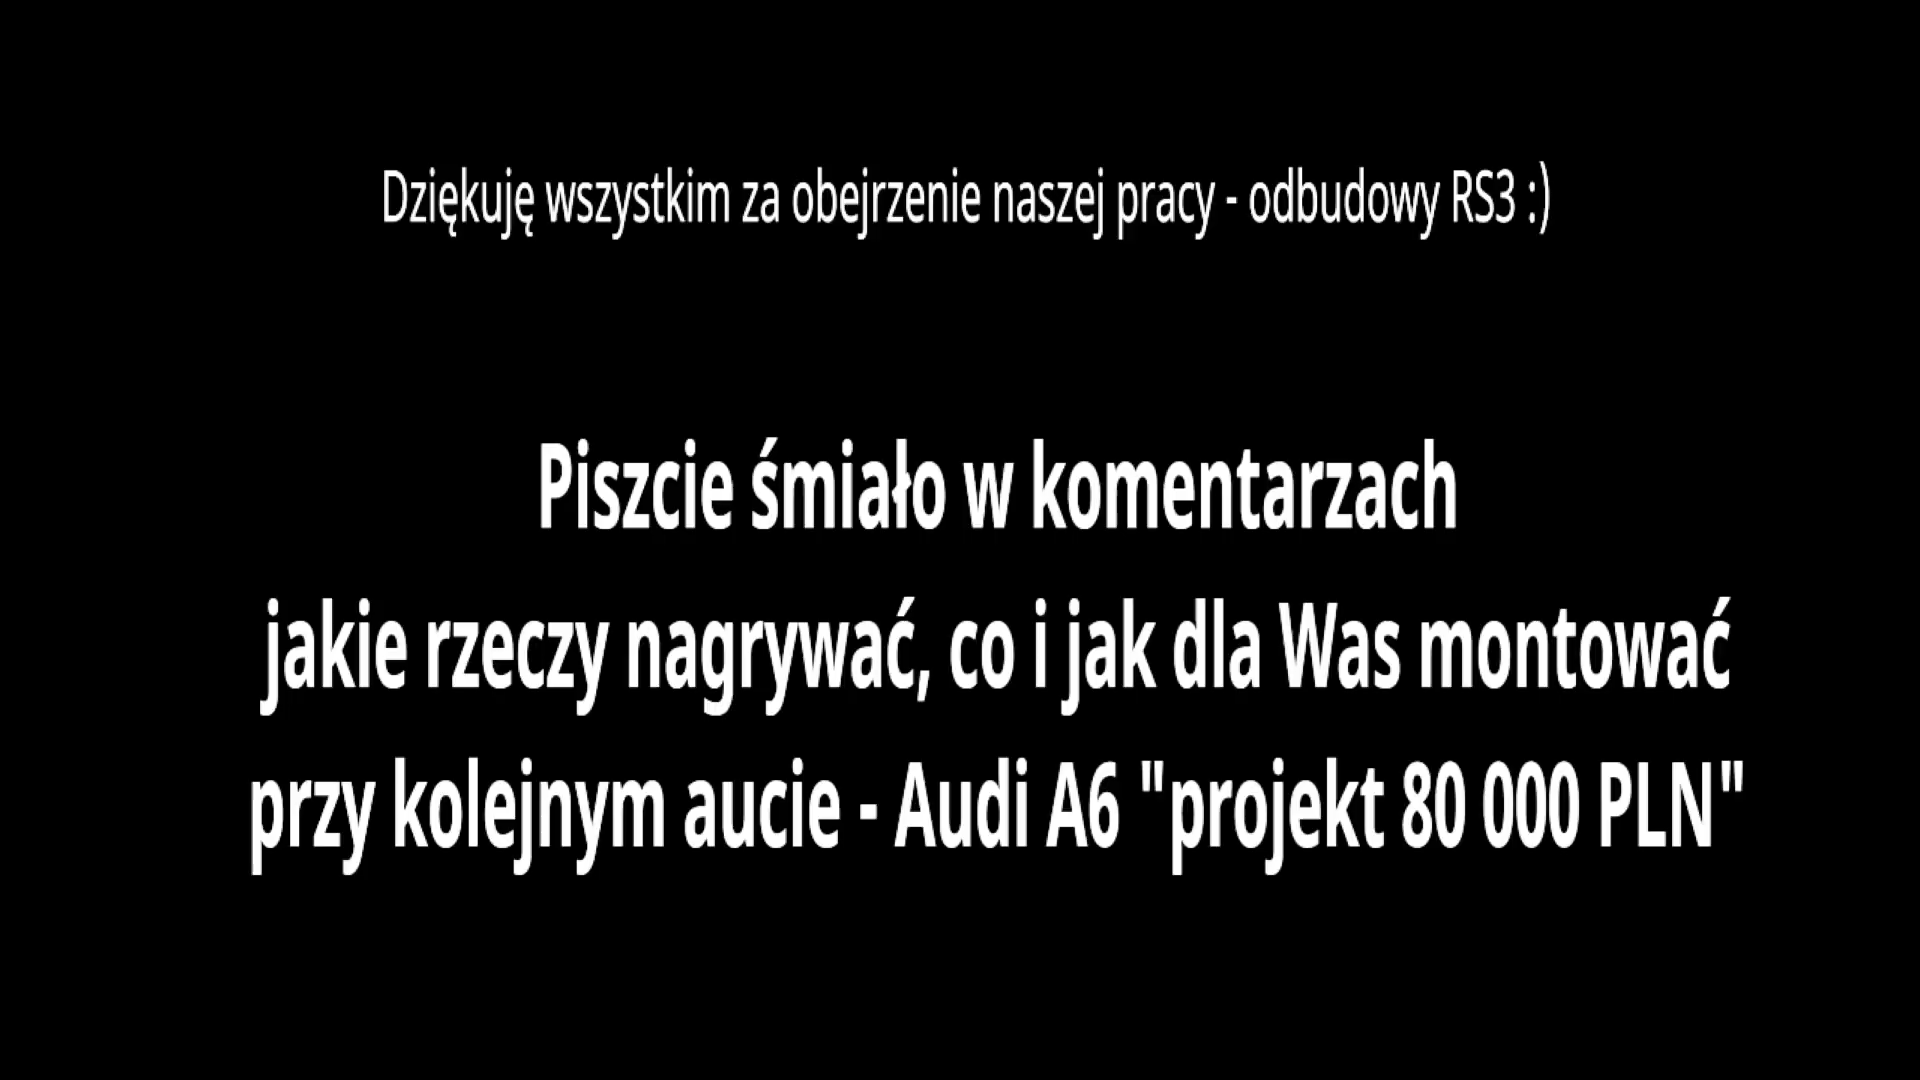 Dziękuję wszystkim za obejrzenie naszej pracy - odbudowy RS3 :)
Piszcie śmiało w komentarzach
jakie rzeczy nagrywać, co i jak dla Was montować
przy kolejnym aucie - Audi A6 "projekt 80 000 PLN"